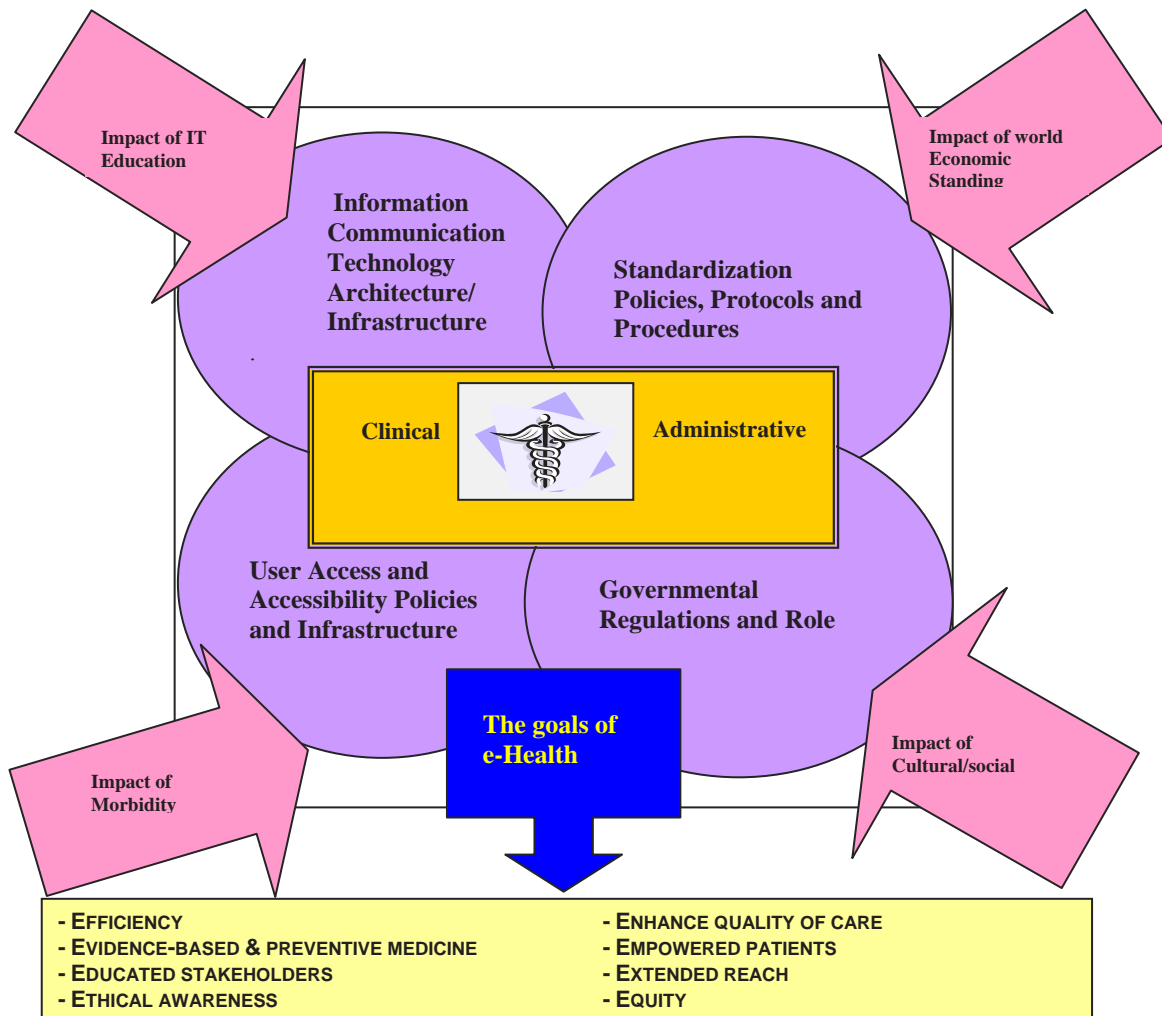 Impact of IT
Education
Impact of world
Economic
Standing
Information
Communication
Technology
Architecture/
Infrastructure
Standardization
Policies, Protocols and
Procedures
Clinical
Administrative
User Access and
Accessibility Policies
and Infrastructure
Governmental
Regulations and Role
The goals of
e-Health
Impact of
Morbidity
Impact of
Cultural/social
- EFFICIENCY
- EVIDENCE-BASED & PREVENTIVE MEDICINE
- EDUCATED STAKEHOLDERS
- ETHICAL AWARENESS
- ENHANCE QUALITY OF CARE
- EMPOWERED PATIENTS
- EXTENDED REACH
- EQUITY